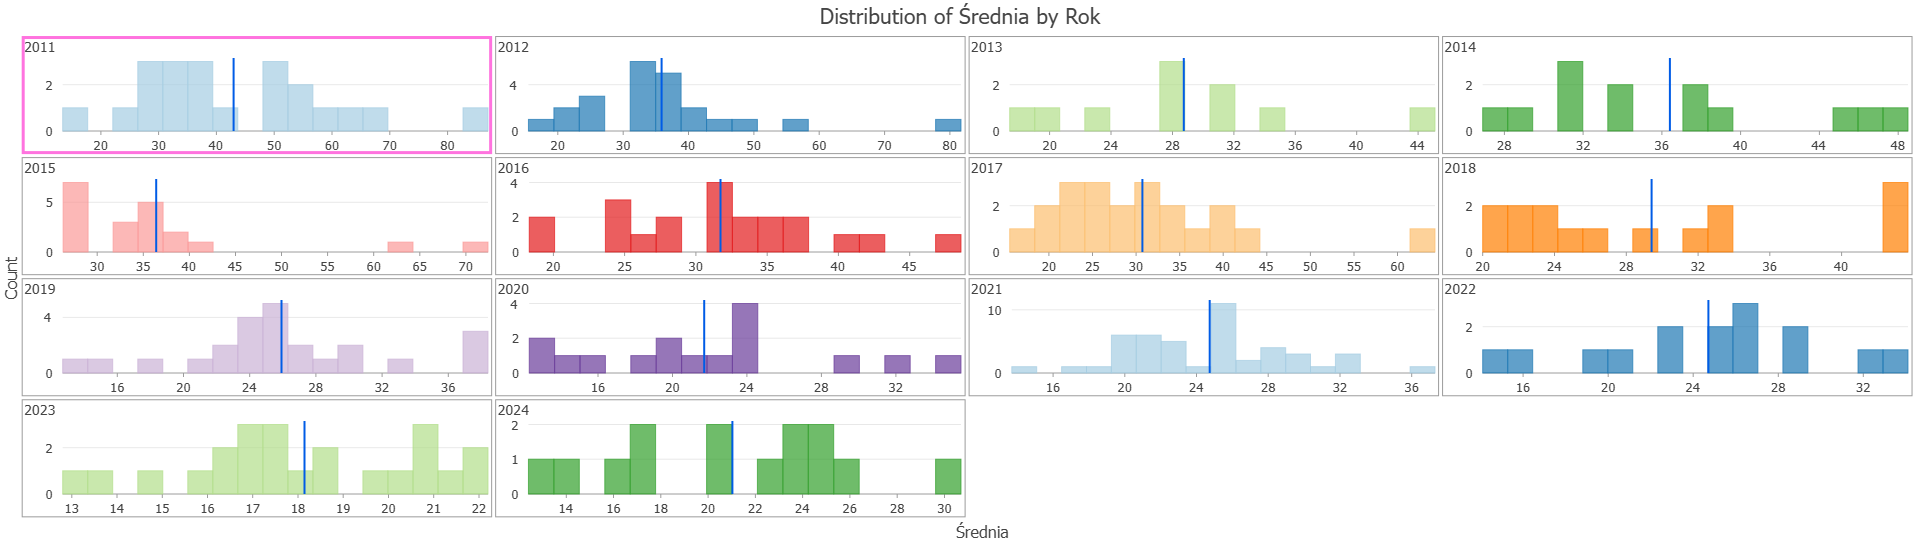 Distribution of Średnia by Rok
2011
2
0
20 30 40 50 60 70 80
2012
4
0
20 30 40 50 60 70 80
2013
2
0
20 24 28 32 36 40 44
2014
2
0
28 32 36 40 44 48
2015
5
0
30 35 40 45 50 55 60 65 70
2016
4
2
0
20 25 30 35 40 45
2017
2
0
20 25 30 35 40 45 50 55 60
2018
2
0
20 24 28 32 36 40
2019
4
0
16 20 24 28 32 36
2020
4
2
0
16 20 24 28 32
2021
10
0
16 20 24 28 32 36
2022
2
0
16 20 24 28 32
2023
2
0
13 14 15 16 17 18 19 20 21 22
2024
2
1
0
14 16 18 20 22 24 26 28 30
Count
Średnia